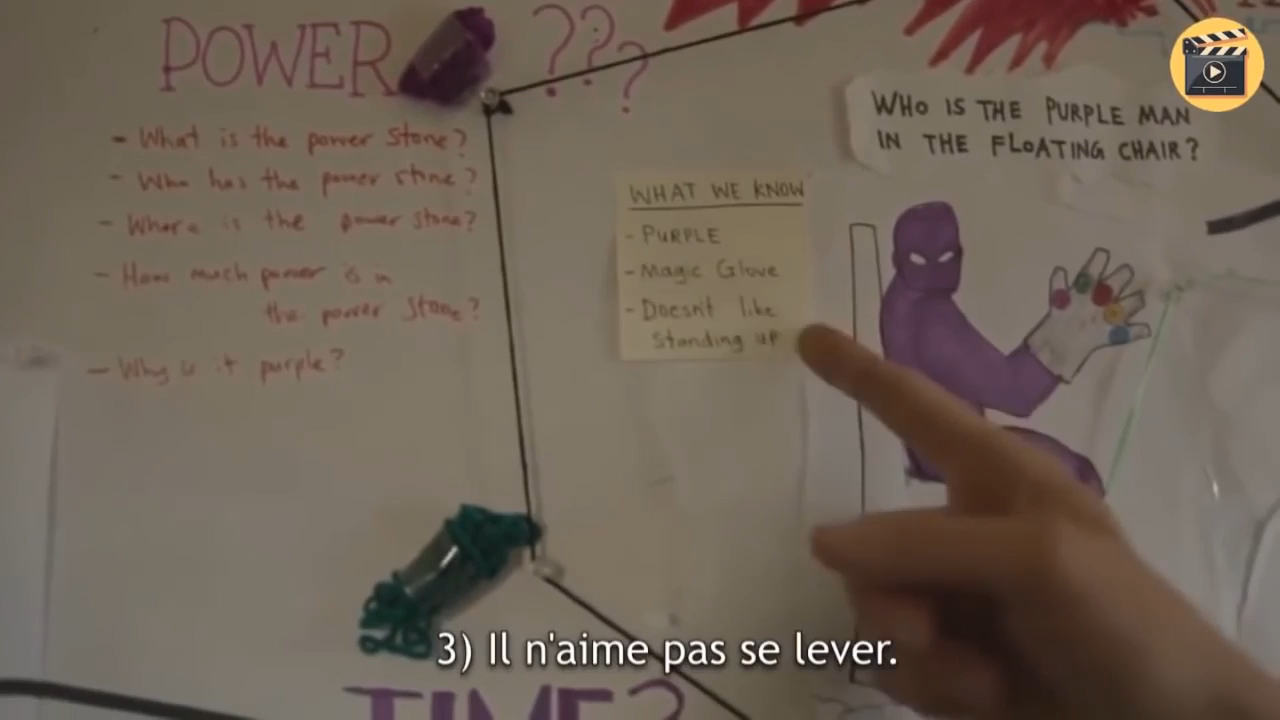 POWER ???
- What is the power stone?
- Who has the power stone?
- Where is the power stone?
- How much power is in
the power stone?
- Why is it purple?
WHAT WE KNOW
- PURPLE
- Magic Glove
- Doesn't like
Standing up
WHO IS THE PURPLE MAN
IN THE FLOATING CHAIR?
TIME?
3) Il n'aime pas se lever.